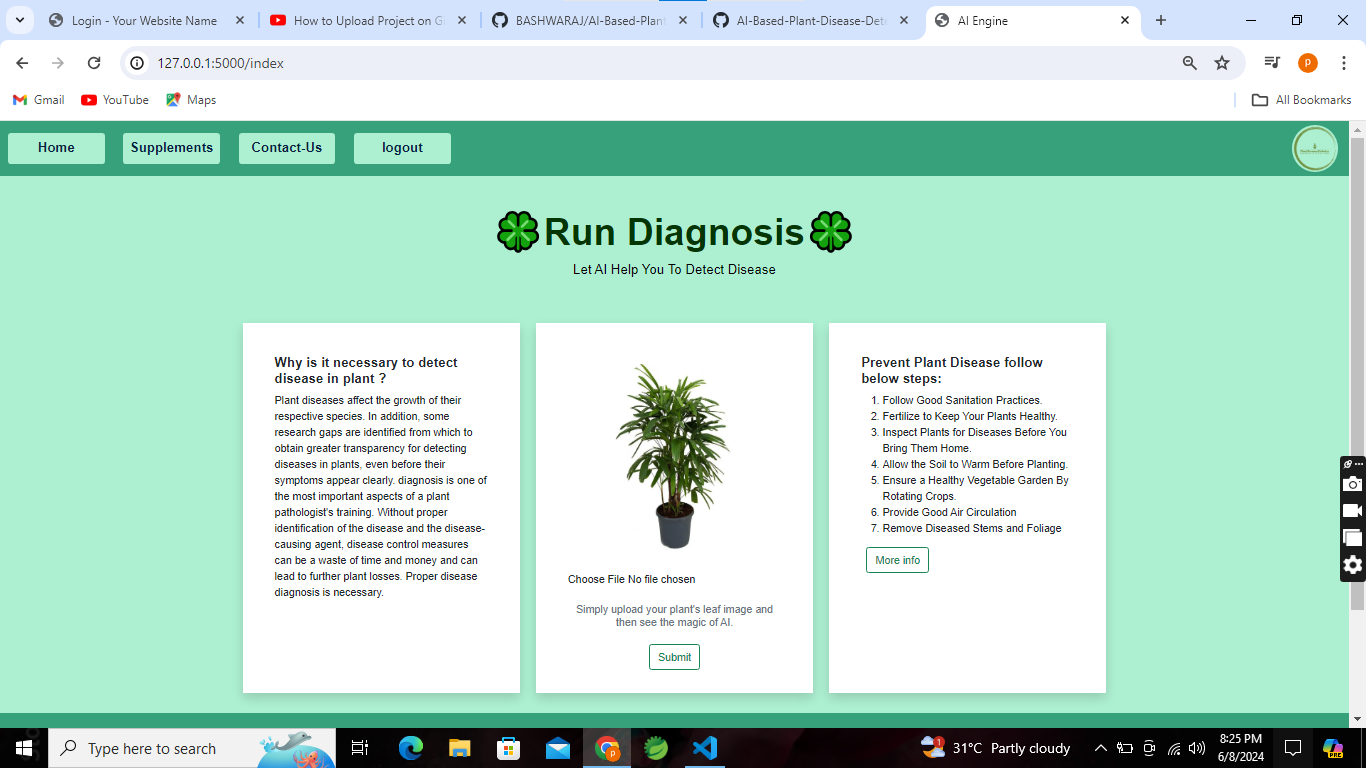 Login - Your Website Name
How to Upload Project on Gi
BASHWARAJ/AI-Based-Plant
AI-Based-Plant-Disease-Dete
AI Engine
127.0.0.1:5000/index
P
Gmail
YouTube
Maps
All Bookmarks
Home
Supplements
Contact-Us
logout
Run Diagnosis
Let AI Help You To Detect Disease
Why is it necessary to detect
disease in plant ?
Plant diseases affect the growth of their
respective species. In addition, some
research gaps are identified from which to
obtain greater transparency for detecting
diseases in plants, even before their
symptoms appear clearly. diagnosis is one of
the most important aspects of a plant
pathologist's training. Without proper
identification of the disease and the disease-
causing agent, disease control measures
can be a waste of time and money and can
lead to further plant losses. Proper disease
diagnosis is necessary.
Choose File No file chosen
Simply upload your plant's leaf image and
then see the magic of AI.
Submit
Prevent Plant Disease follow
below steps:
1. Follow Good Sanitation Practices.
2. Fertilize to Keep Your Plants Healthy.
3. Inspect Plants for Diseases Before You
Bring Them Home.
4. Allow the Soil to Warm Before Planting.
5. Ensure a Healthy Vegetable Garden By
Rotating Crops.
6. Provide Good Air Circulation
7. Remove Diseased Stems and Foliage
More info
Type here to search
P
1
31°C Partly cloudy
8:25 PM
6/8/2024
PRE